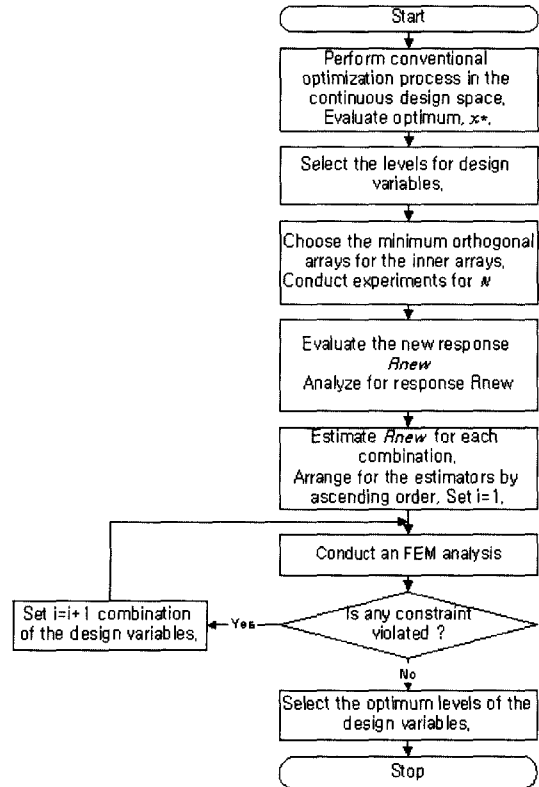 Start
Perform conventional
optimization process in the
continuous design space,
Evaluate optimum, x*,
Select the levels for design
variables,
Choose the minimum orthogonal
arrays for the inner arrays,
Conduct experiments for N
Evaluate the new response
Rnew
Analyze for response Rnew
Estimate Rnew for each
combination,
Arrange for the estimators by
ascending order, Set i=1,
Conduct an FEM analysis
Is any constraint
violated ?
Yes
Set i=i+1 combination
of the design variables,
No
Select the optimum levels of the
design variables,
Stop